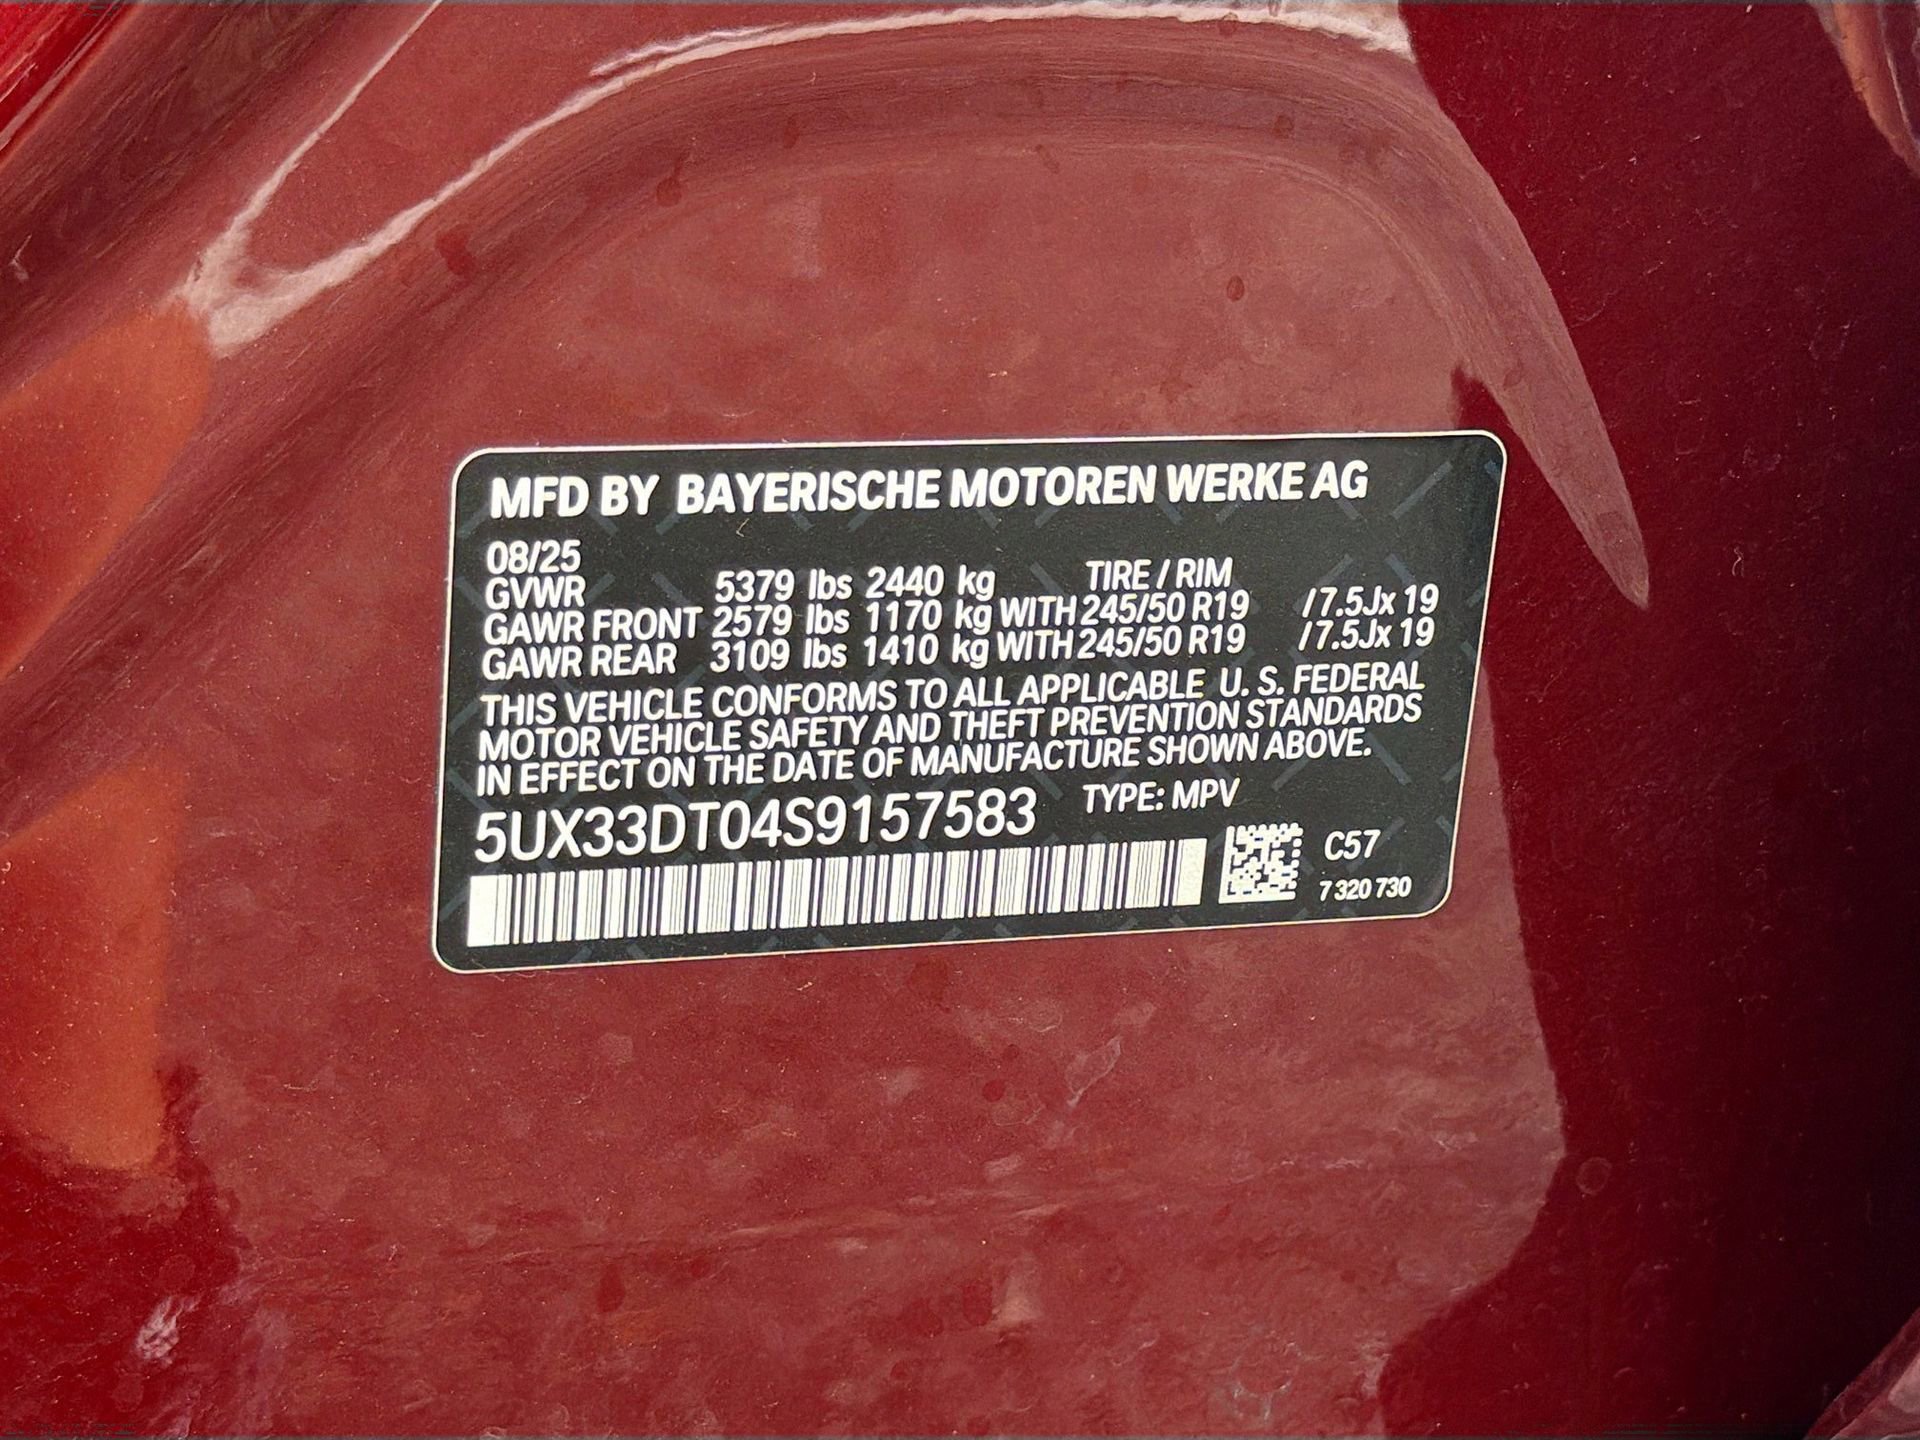 MFD BY BAYERISCHE MOTOREN WERKE AG
08/25
GVWR 5379 lbs 2440 kg TIRE / RIM
GAWR FRONT 2579 lbs 1170 kg WITH 245/50 R19 / 7.5Jx 19
GAWR REAR 3109 lbs 1410 kg WITH 245/50 R19 / 7.5Jx 19
THIS VEHICLE CONFORMS TO ALL APPLICABLE U. S. FEDERAL
MOTOR VEHICLE SAFETY AND THEFT PREVENTION STANDARDS
IN EFFECT ON THE DATE OF MANUFACTURE SHOWN ABOVE.
5UX33DT04S9157583 TYPE: MPV
C57
7 320 730